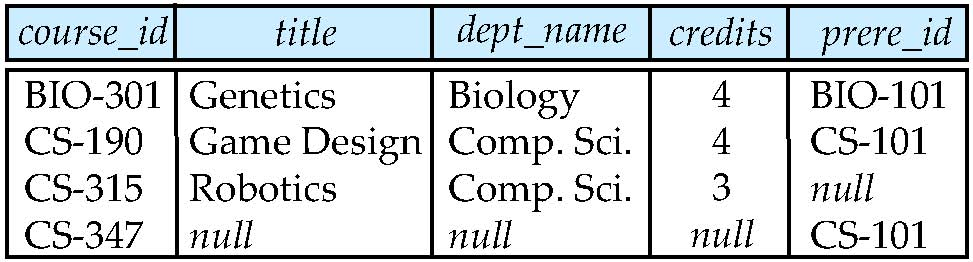 course_id title dept_name credits prere_id
BIO-301 Genetics Biology 4 BIO-101
CS-190 Game Design Comp. Sci. 4 CS-101
CS-315 Robotics Comp. Sci. 3 null
CS-347 null null null CS-101